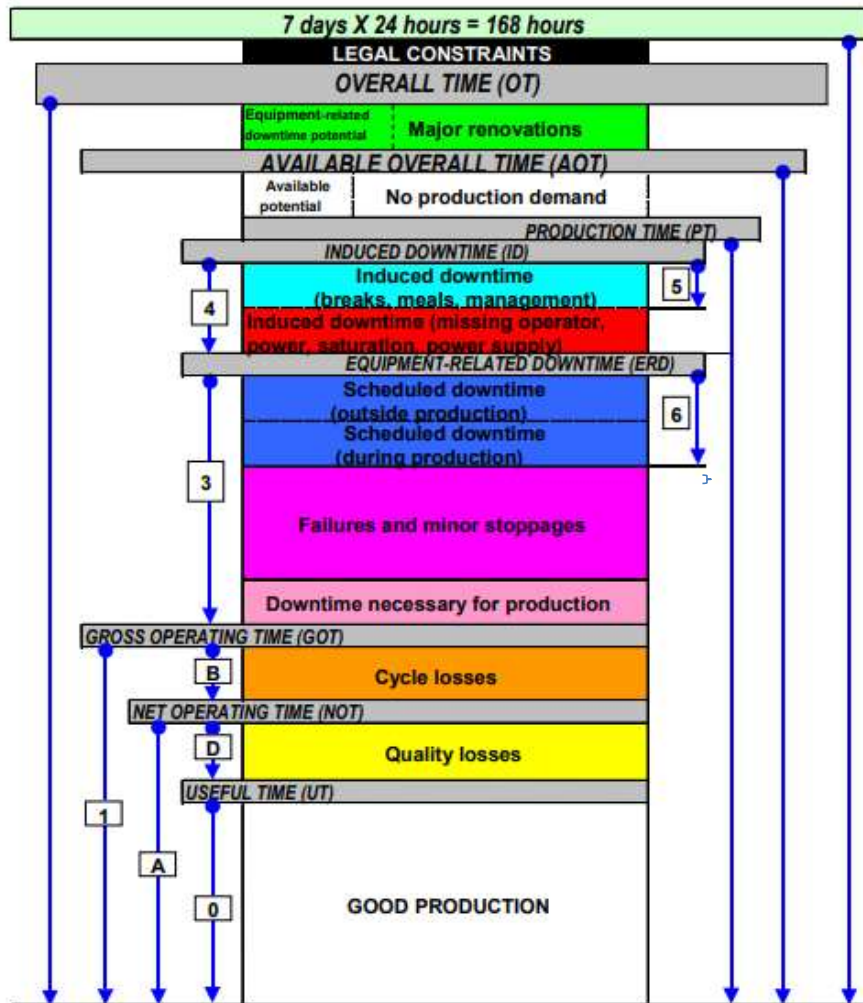 7 days X 24 hours = 168 hours
LEGAL CONSTRAINTS
OVERALL TIME (OT)
Equipment-related
downtime potential
Major renovations
AVAILABLE OVERALL TIME (AOT)
Available
potential
No production demand
PRODUCTION TIME (PT)
INDUCED DOWNTIME (ID)
Induced downtime
(breaks, meals, management)
5
4
Induced downtime (missing operator,
power, saturation, power supply)
EQUIPMENT-RELATED DOWNTIME (ERD)
Scheduled downtime
(outside production)
6
Scheduled downtime
(during production)
3
Failures and minor stoppages
Downtime necessary for production
GROSS OPERATING TIME (GOT)
B
Cycle losses
NET OPERATING TIME (NOT)
D
Quality losses
USEFUL TIME (UT)
1
A
0
GOOD PRODUCTION